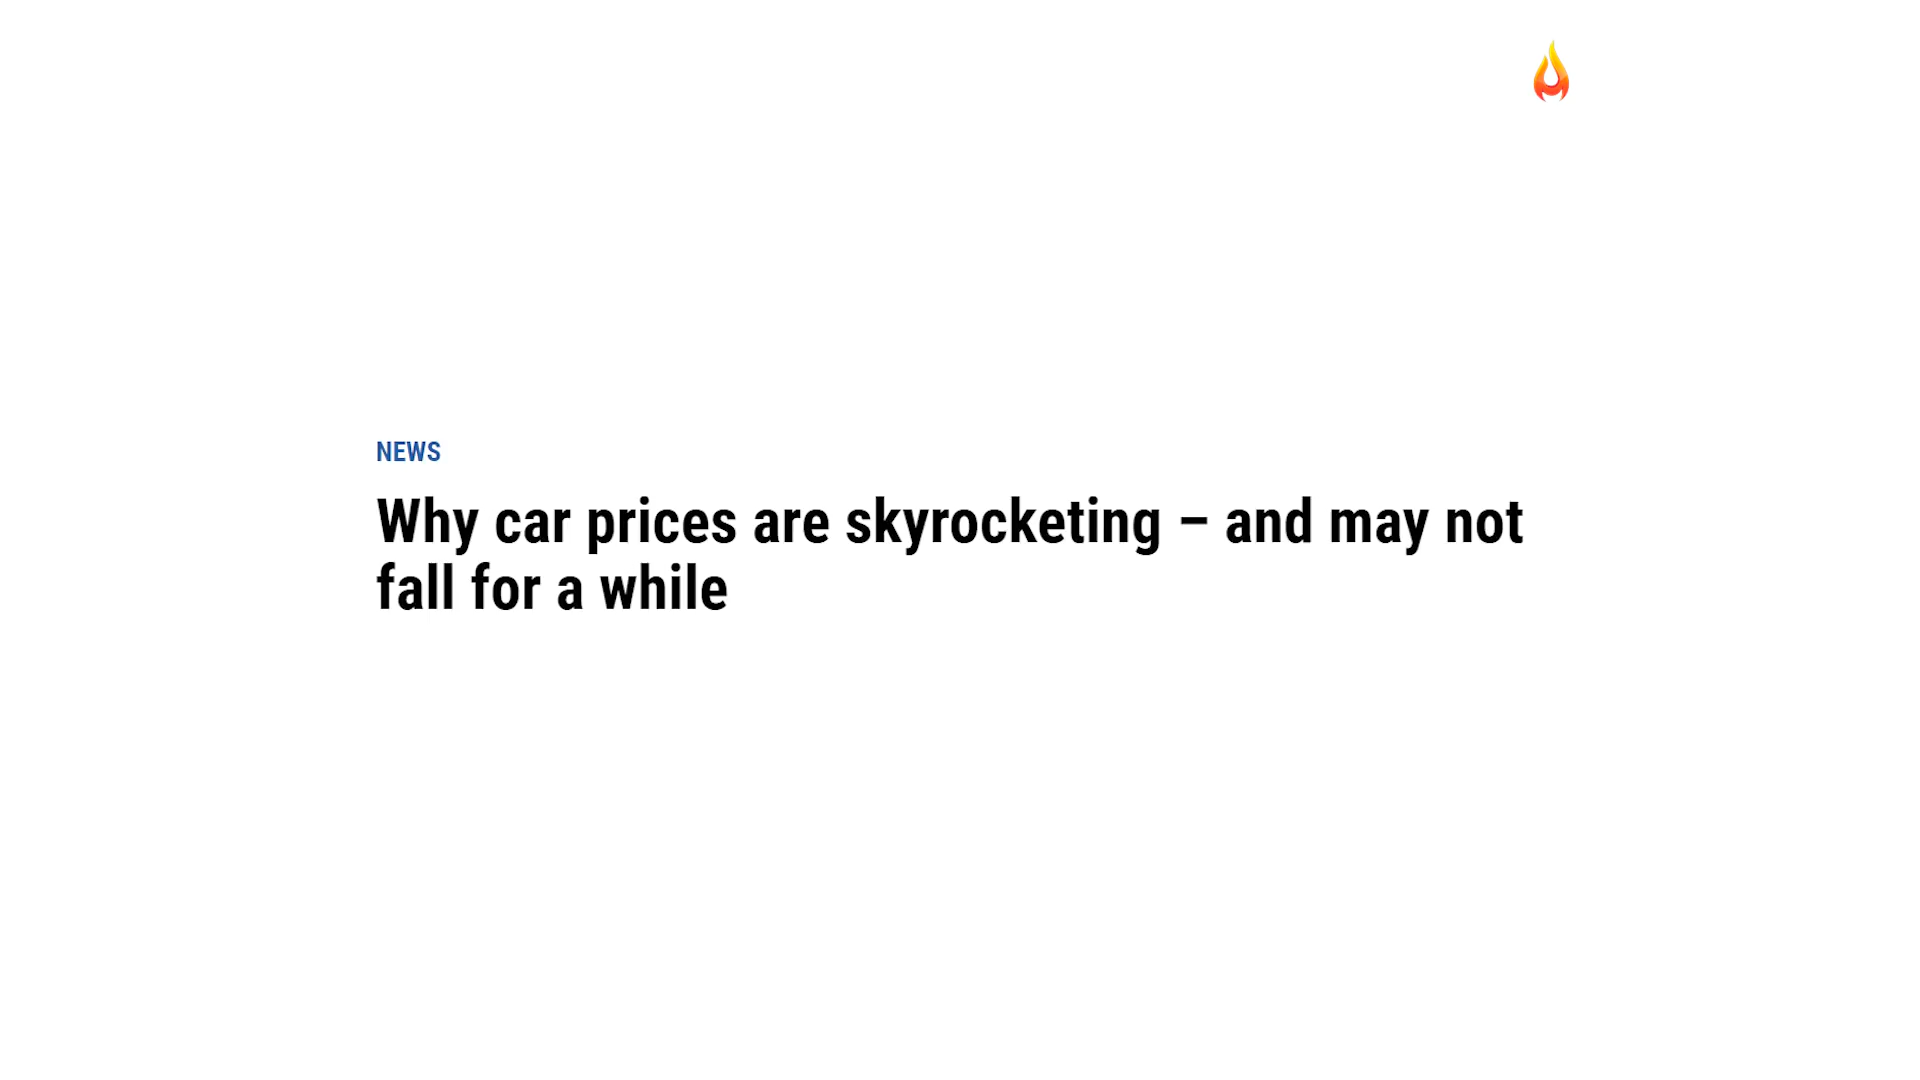 NEWS
Why car prices are skyrocketing – and may not
fall for a while